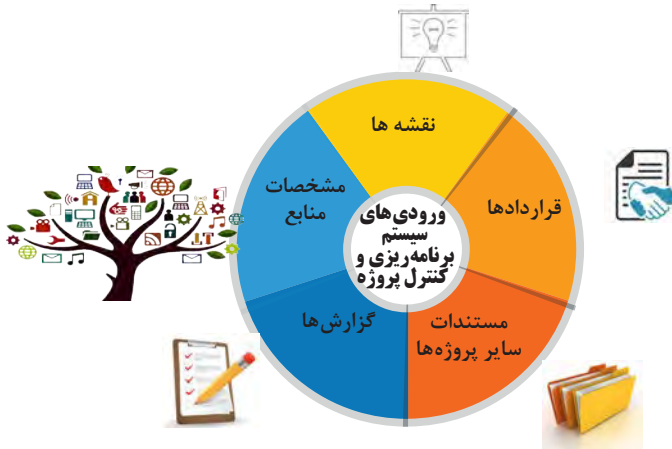 نقشه ها
قراردادها
مستندات
سایر پروژه‌ها
گزارش‌ها
مشخصات
منابع
ورودی‌های
سیستم
برنامه‌ریزی و
کنترل پروژه